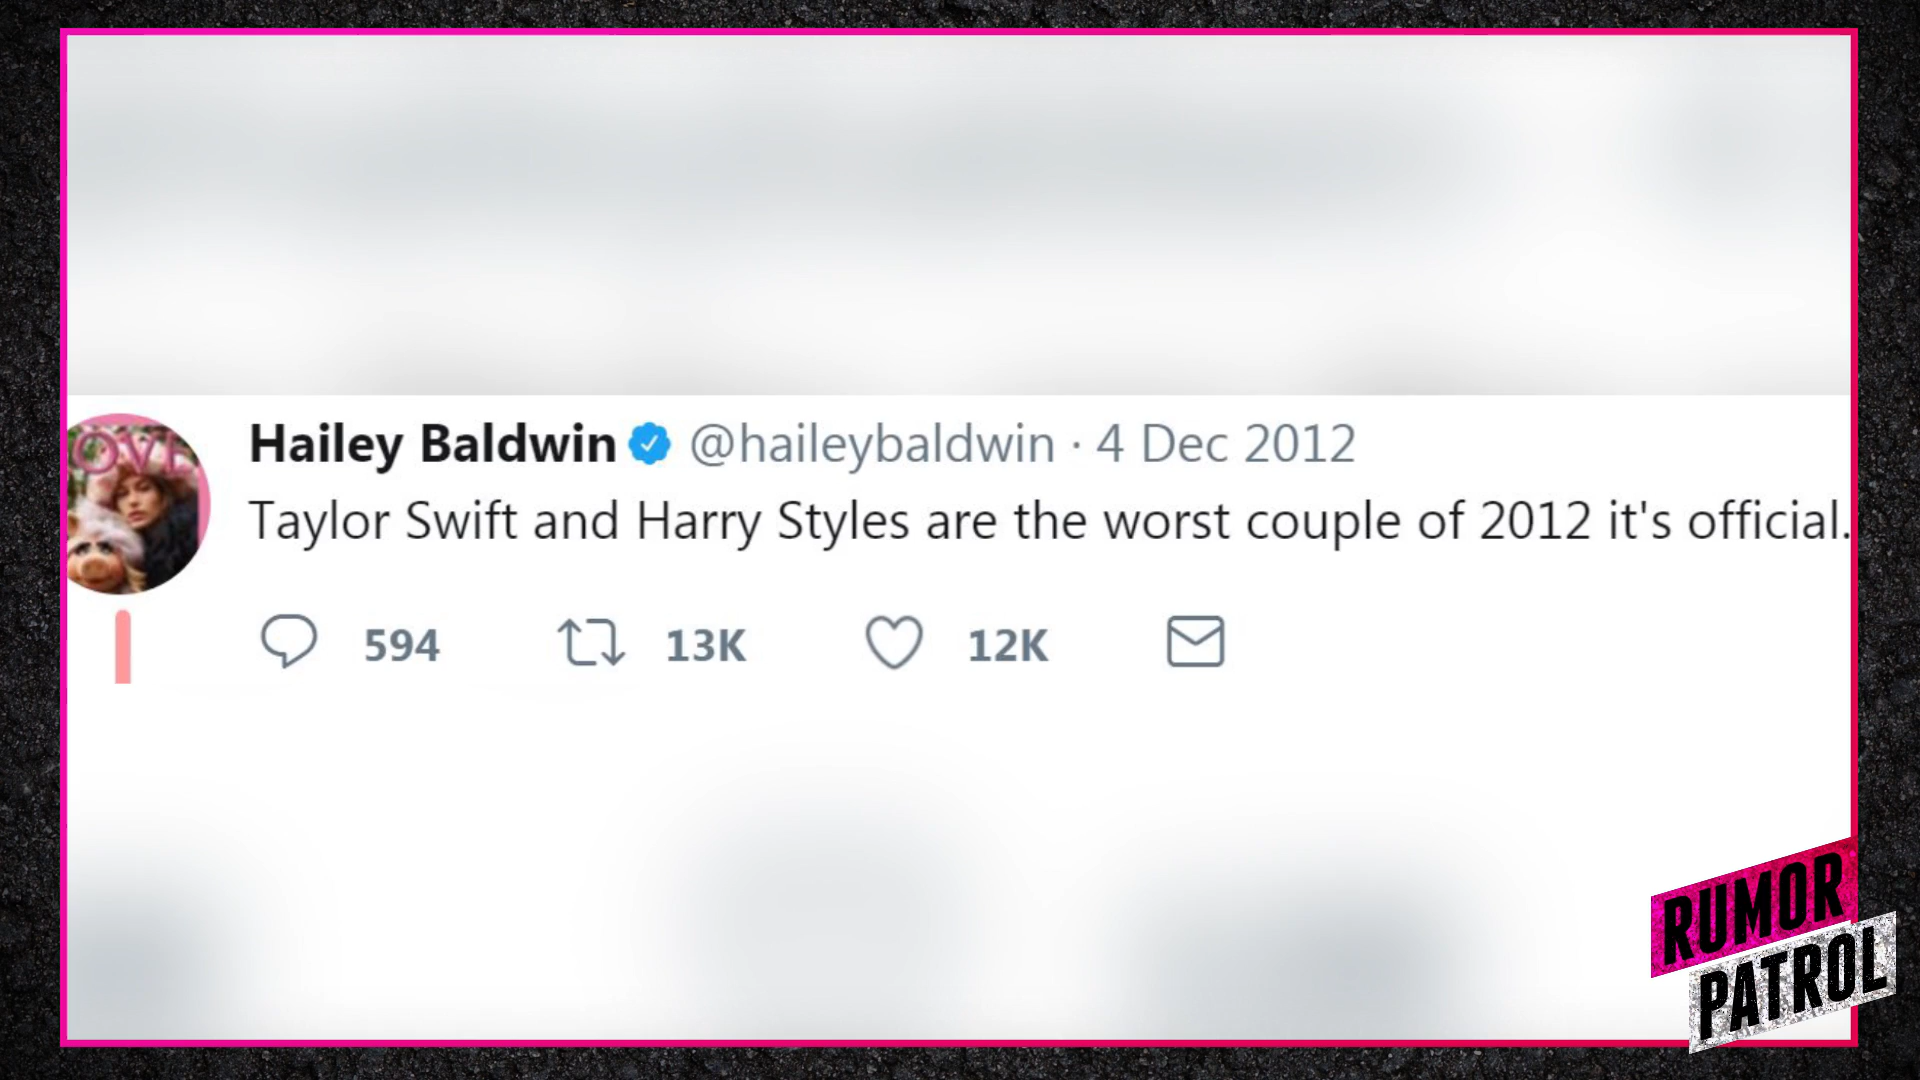 OVE
Hailey Baldwin @haileybaldwin · 4 Dec 2012
Taylor Swift and Harry Styles are the worst couple of 2012 it's official.
594 13K 12K
RUMOR
PATROL